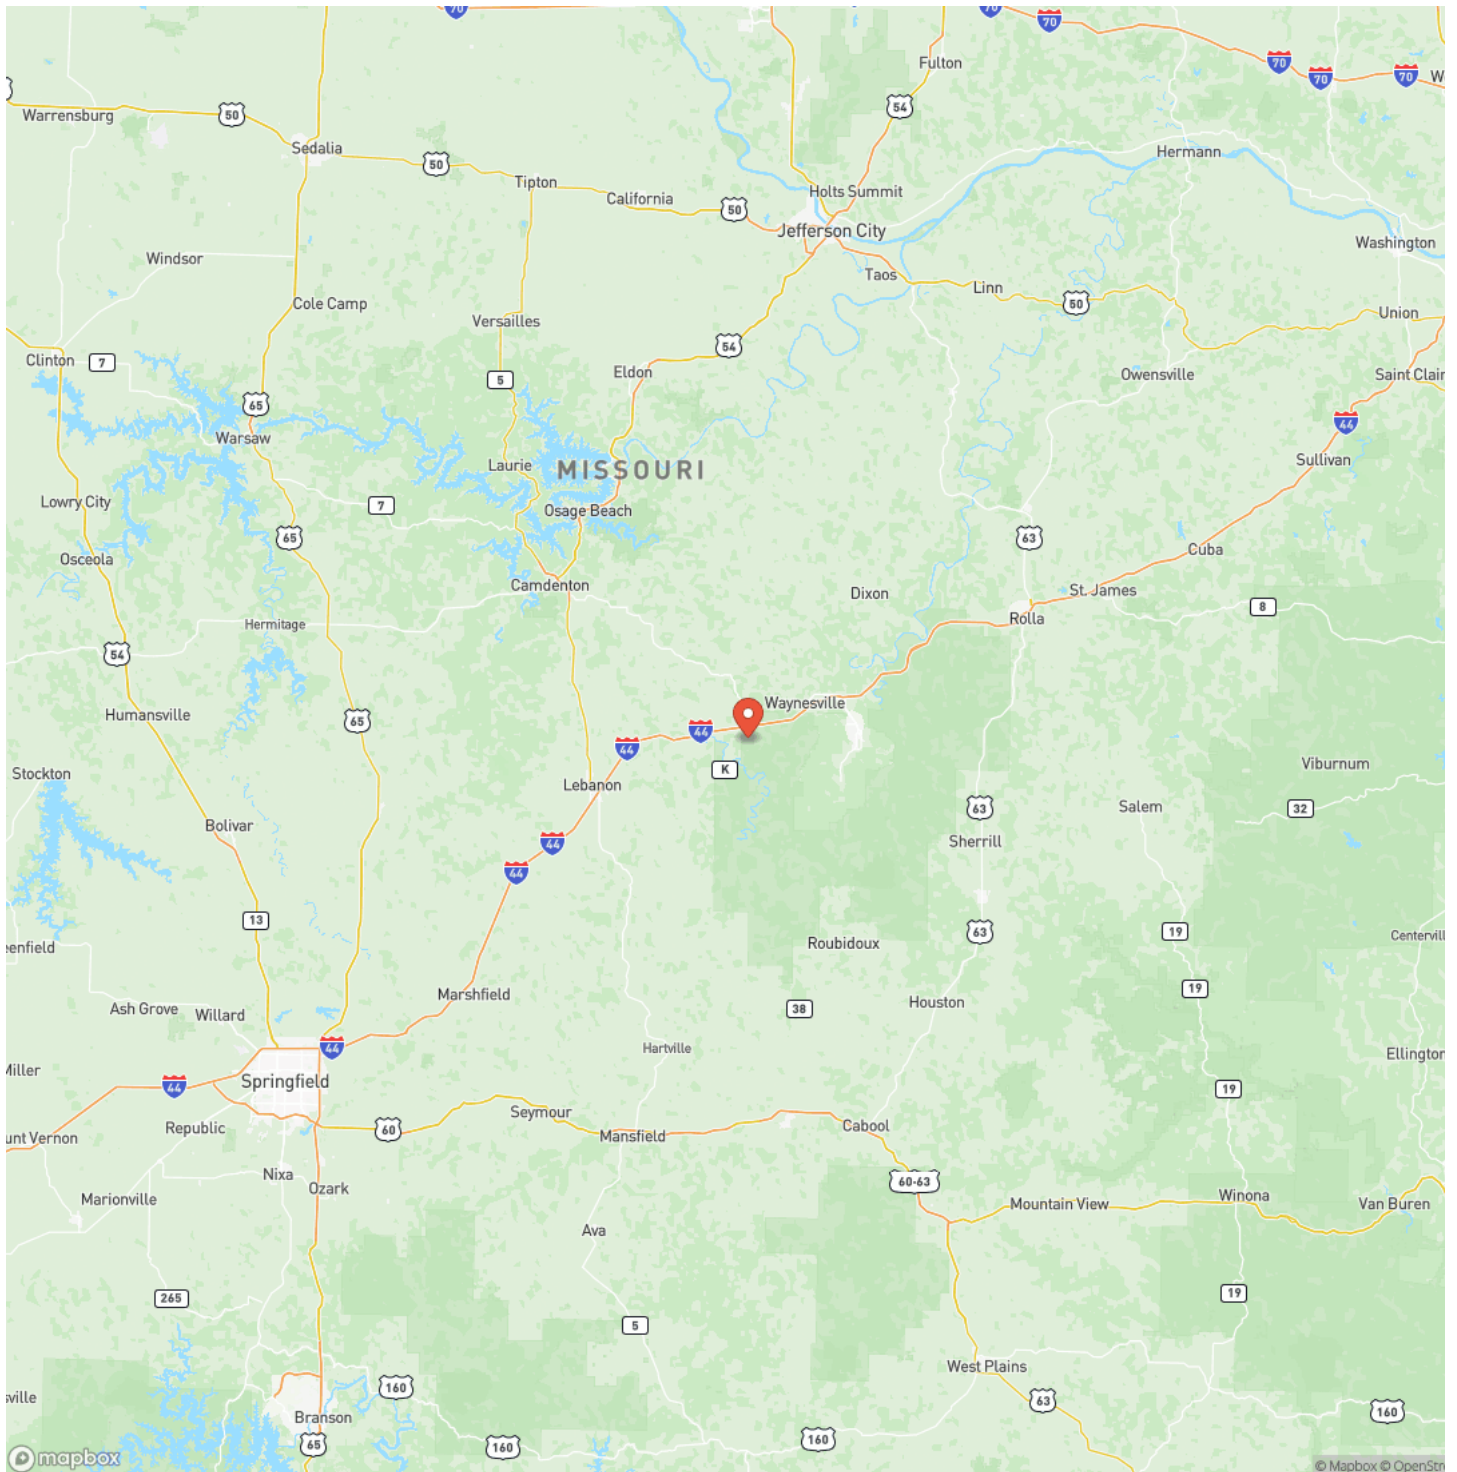 70
70
70
Fulton
70
70
70
W
Warrensburg
50
54
Sedalia
50
Hermann
Tipton
Holts Summit
California
50
Jefferson City
Washington
Windsor
Taos
Linn
Cole Camp
50
Versailles
Union
54
Clinton
7
Eldon
Owensville
Saint Clair
5
65
44
Warsaw
Laurie
MISSOURI
Sullivan
Lowry City
7
Osage Beach
65
63
Cuba
Osceola
Camdenton
Dixon
St. James
8
Hermitage
Rolla
54
Waynesville
Humansville
65
44
44
Stockton
K
Viburnum
Lebanon
63
Salem
32
Bolivar
Sherrill
44
44
13
19
63
Centervill
eenfield
Roubidoux
Marshfield
19
Ash Grove
Willard
38
Houston
44
Hartville
Ellington
Miller
Springfield
44
19
Seymour
Republic
60
Cabool
unt Vernon
Mansfield
Nixa
60-63
Ozark
Marionville
Mountain View
Winona
Van Buren
Ava
265
19
5
West Plains
160
sville
63
Branson
160
65
160
160
mapbox
© Mapbox © OpenStre